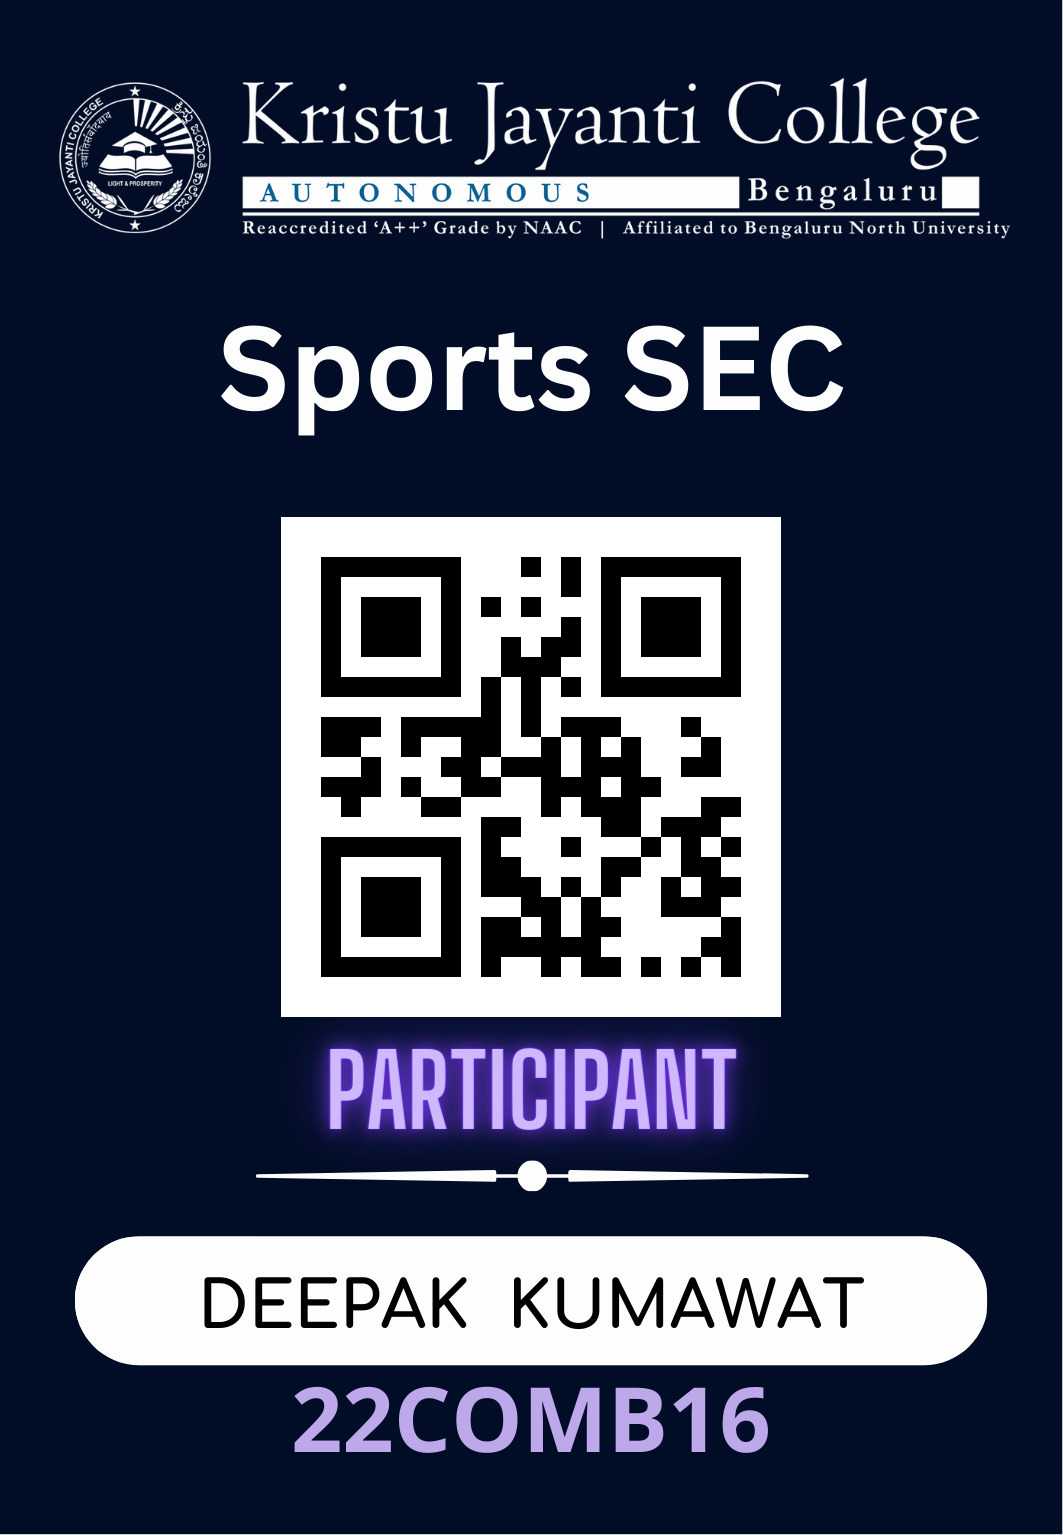 Kristu Jayanti College
AUTONOMOUS Bengaluru
Reaccredited ‘A++’ Grade by NAAC | Affiliated to Bengaluru North University
KRISTU JAYANTI COLLEGE
LIGHT & PROSPERITY
Sports SEC
PARTICIPANT
DEEPAK KUMAWAT
22COMB16